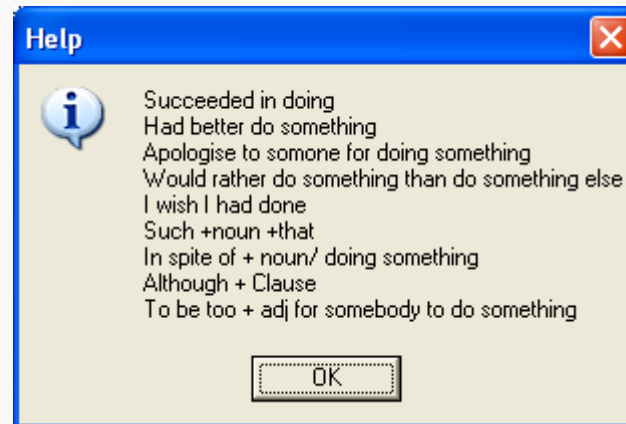 Help
Succeeded in doing
Had better do something
Apologise to somone for doing something
Would rather do something than do something else
I wish I had done
Such +noun +that
In spite of + noun/ doing something
Although + Clause
To be too + adj for somebody to do something
OK